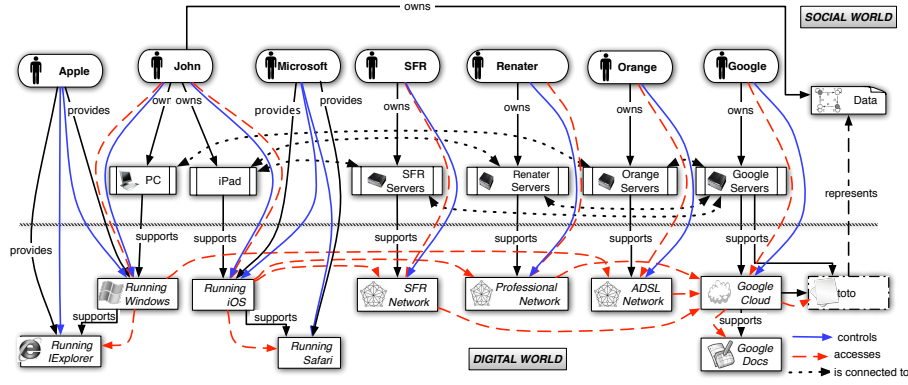 owns
SOCIAL WORLD
Apple
John
Microsoft
SFR
Renater
Orange
Google
Data
provides
owr owns
provides
provides
owns
owns
owns
owns
PC
iPad
SFR
Servers
Renater
Servers
Orange
Servers
Google
Servers
represents
provides
supports
supports
supports
supports
supports
supports
Running
Windows
Running
iOS
SFR
Network
Professional
Network
ADSL
Network
Google
Cloud
toto
supports
supports
supports
Running
IExplorer
Running
Safari
DIGITAL WORLD
Google
Docs
controls
accesses
is connected to